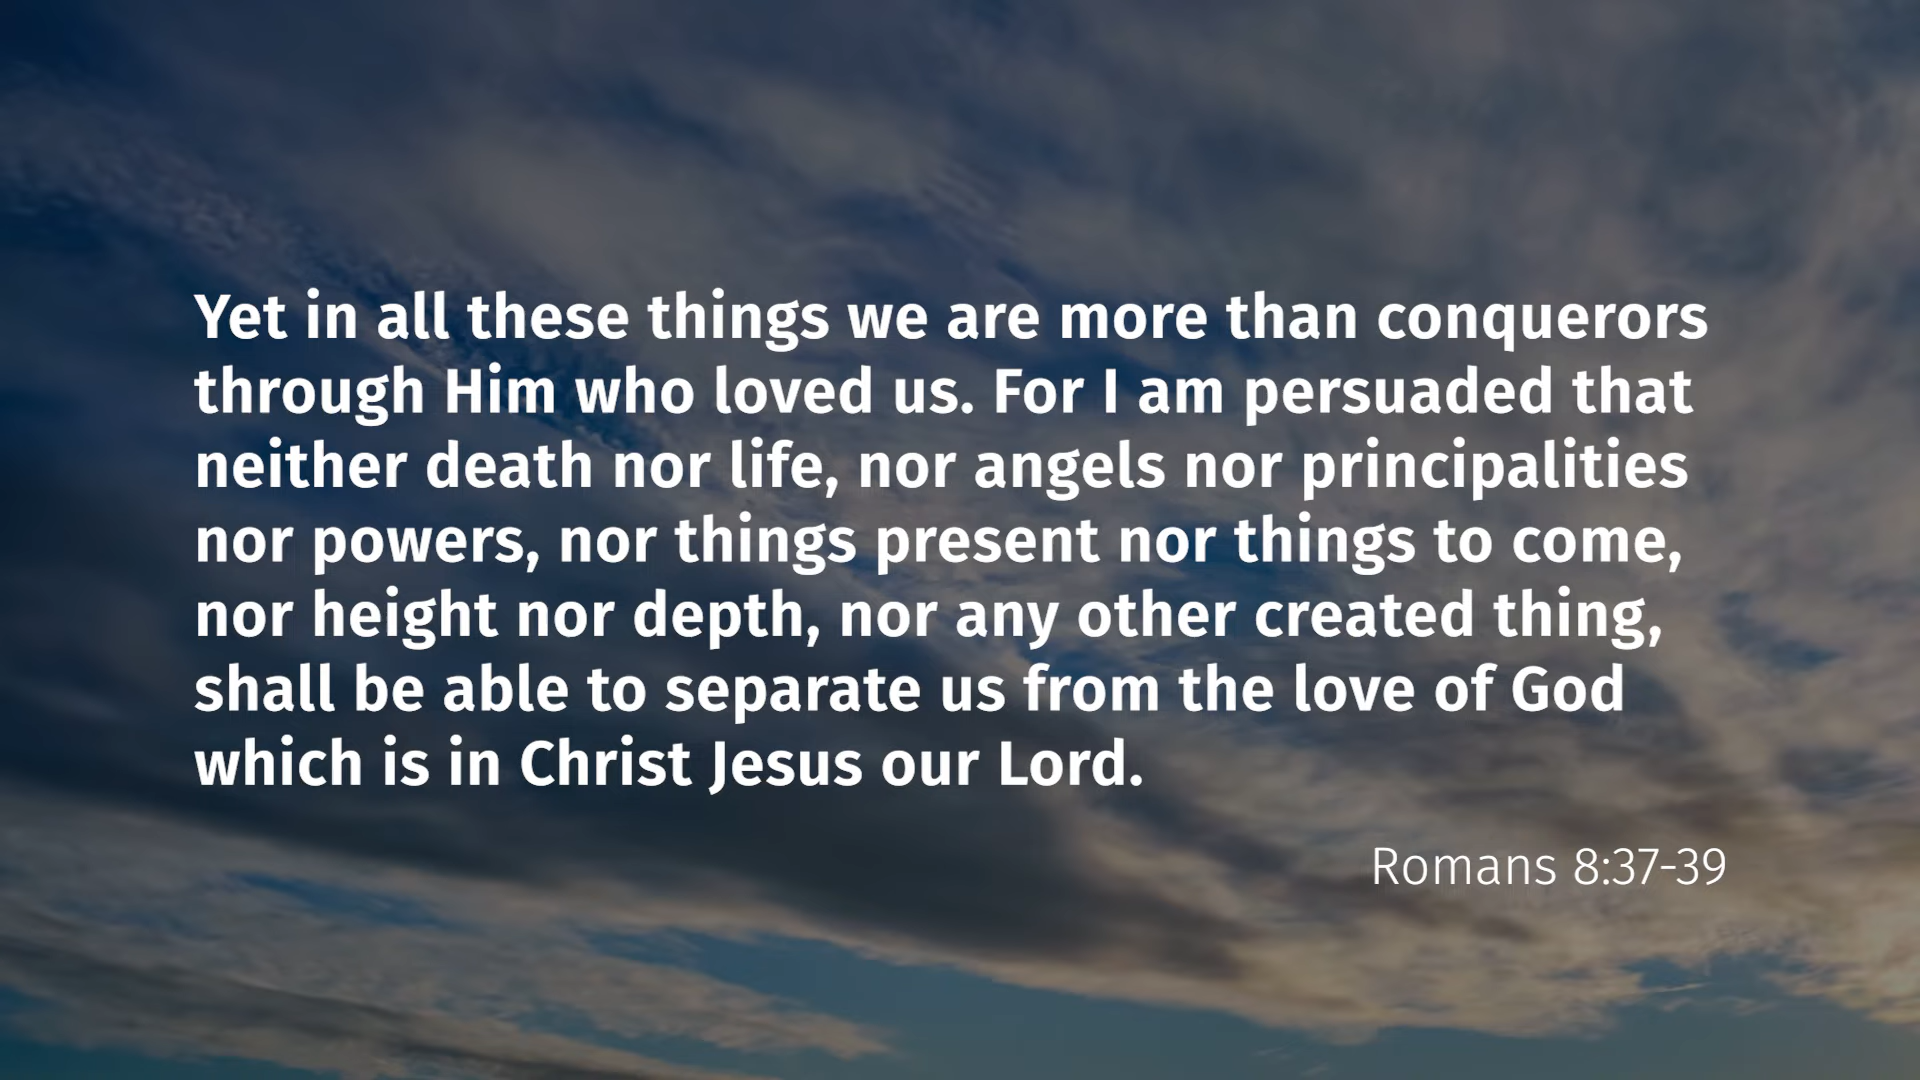 Yet in all these things we are more than conquerors
through Him who loved us. For I am persuaded that
neither death nor life, nor angels nor principalities
nor powers, nor things present nor things to come,
nor height nor depth, nor any other created thing,
shall be able to separate us from the love of God
which is in Christ Jesus our Lord.
Romans 8:37-39